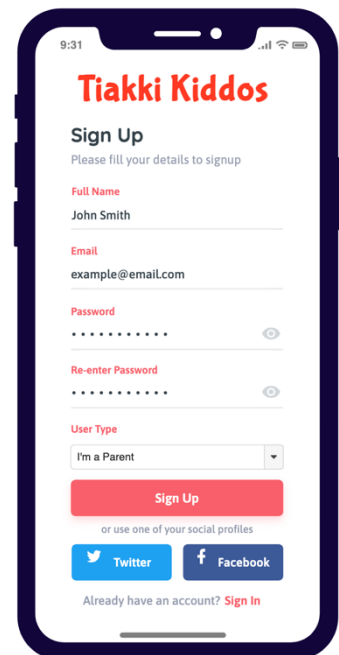 9:31
Tiakki Kiddos
Sign Up
Please fill your details to signup
Full Name
John Smith
Email
example@email.com
Password
Re-enter Password
User Type
I'm a Parent
Sign Up
or use one of your social profiles
Twitter
Facebook
Already have an account? Sign In